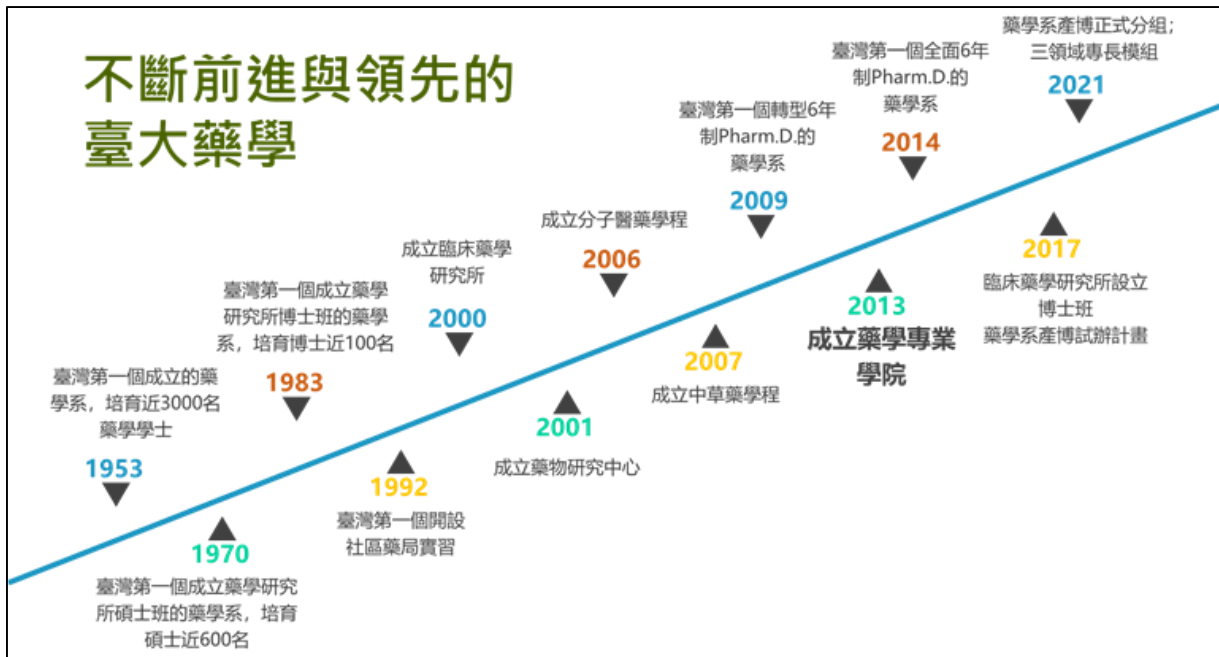 不斷前進與領先的
臺大藥學
臺灣第一個成立的藥
學系，培育近3000名
藥學學士
1953
1970
臺灣第一個成立藥學研究
所碩士班的藥學系，培育
碩士近600名
臺灣第一個成立藥學
研究所博士班的藥學
系，培育博士近100名
1983
1992
臺灣第一個開設
社區藥局實習
成立臨床藥學
研究所
2000
2001
成立藥物研究中心
成立分子醫藥學程
2006
2007
成立中草藥學程
臺灣第一個轉型6年
制Pharm.D.的
藥學系
2009
2013
成立藥學專業
學院
臺灣第一個全面6年
制Pharm.D.的
藥學系
2014
2017
臨床藥學研究所設立
博士班
藥學系產博試辦計畫
藥學系產博正式分組；
三領域專長模組
2021